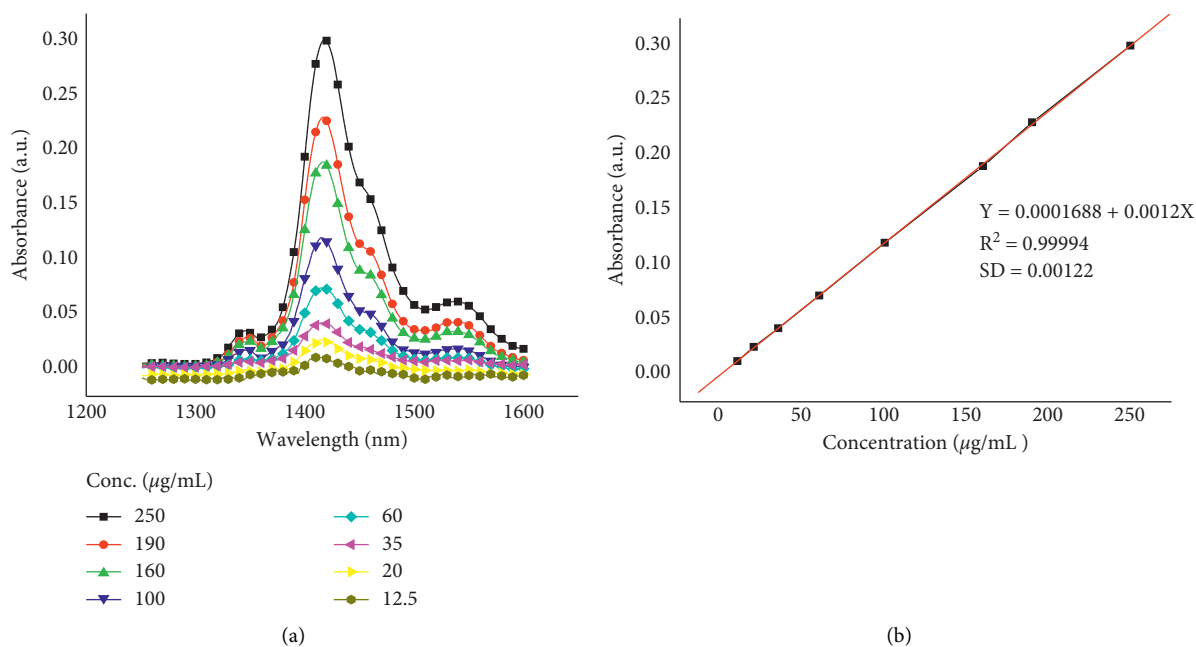 0.30
0.25
0.20
0.15
0.10
0.05
0.00
Absorbance (a.u.)
1200 1300 1400 1500 1600
Wavelength (nm)
Conc. (μg/mL)
250
190
160
100
60
35
20
12.5
(a)
0.30
0.25
0.20
0.15
0.10
0.05
0.00
Absorbance (a.u.)
Y = 0.0001688 + 0.0012X
R² = 0.99994
SD = 0.00122
0 50 100 150 200 250
Concentration (μg/mL )
(b)